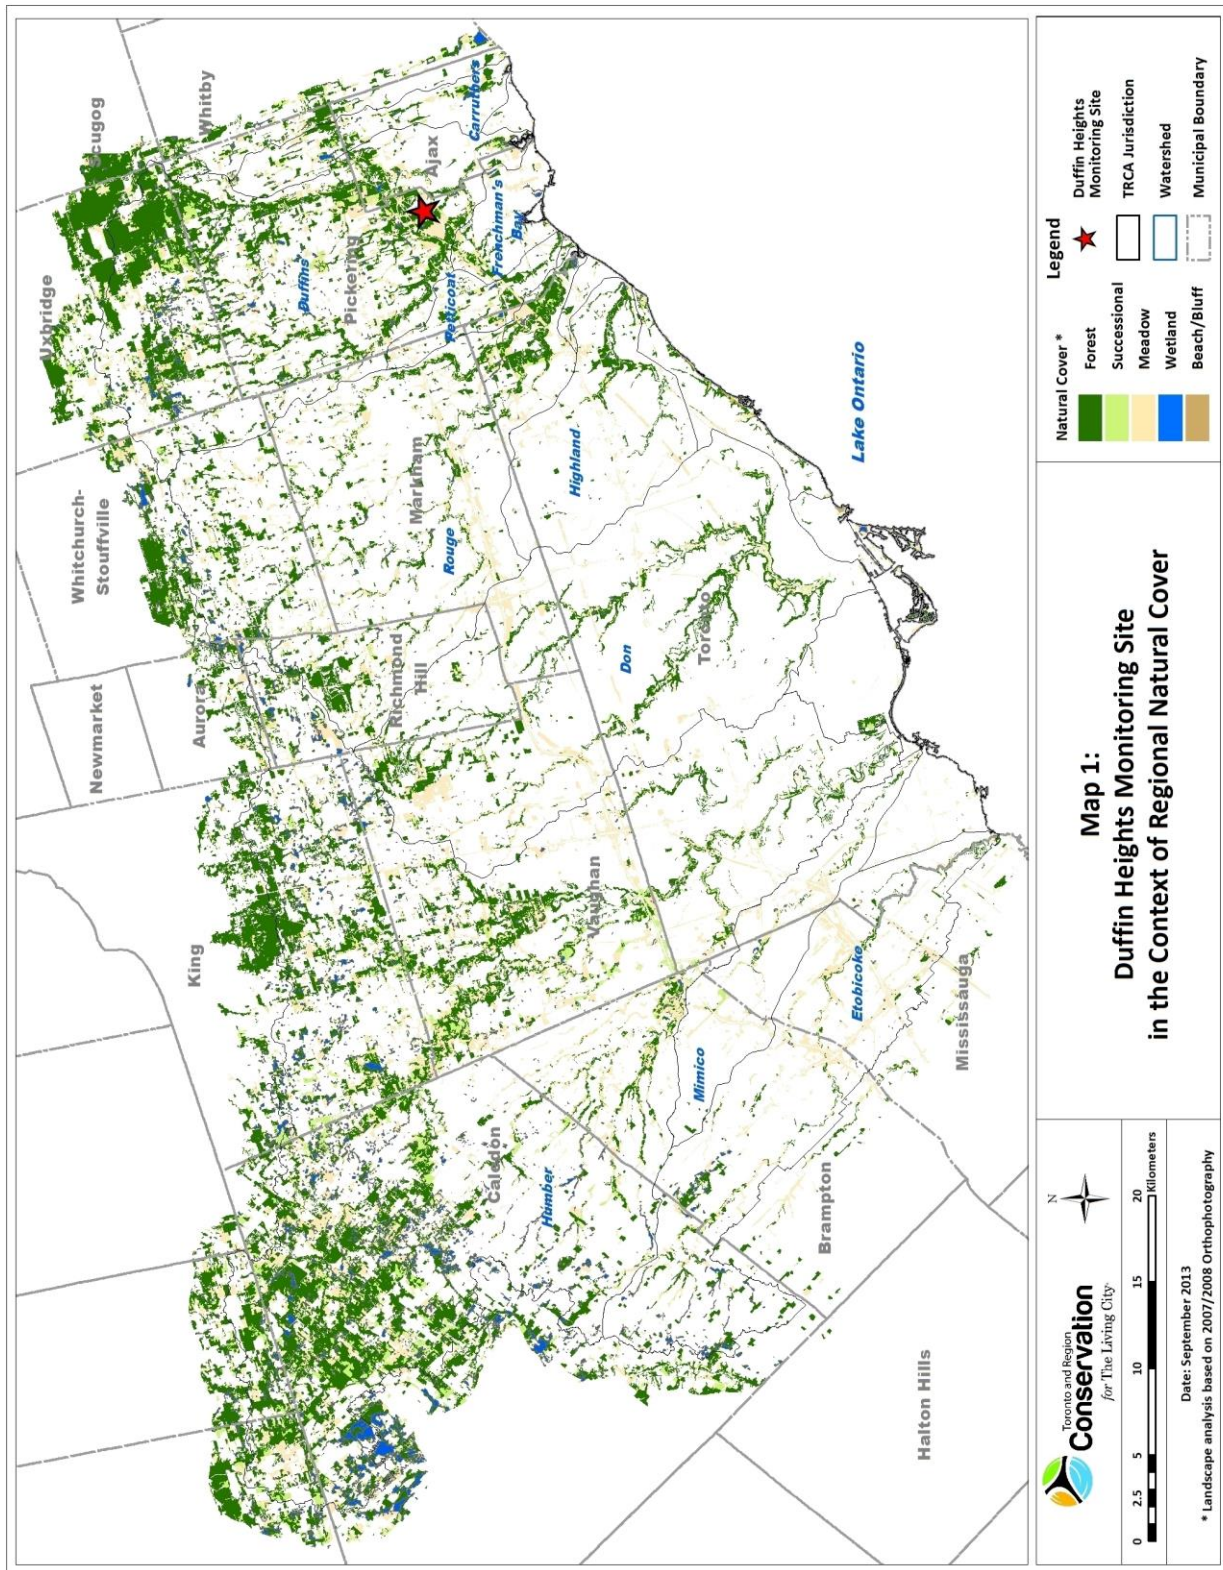 Scugog
Uxbridge
Whitby
Whitchurch-
Stouffville
Newmarket
Aurora
King
Carruthers
Ajax
Duffins
Pickering
Frenchman's
Bay
Petticoat
Markham
Rouge
Highland
Richmond
Hill
Don
Toronto
Lake Ontario
Vaughan
Etobicoke
Mississauga
Mimico
Caledon
Humber
Brampton
Halton Hills
Toronto and Region
Conservation
for The Living City·
N
0 2.5 5 10 15 20
Kilometers
Date: September 2013
* Landscape analysis based on 2007/2008 Orthophotography
Map 1:
Duffin Heights Monitoring Site
in the Context of Regional Natural Cover
Legend
Natural Cover *
Forest
Successional
Meadow
Wetland
Beach/Bluff
Duffin Heights
Monitoring Site
TRCA Jurisdiction
Watershed
Municipal Boundary